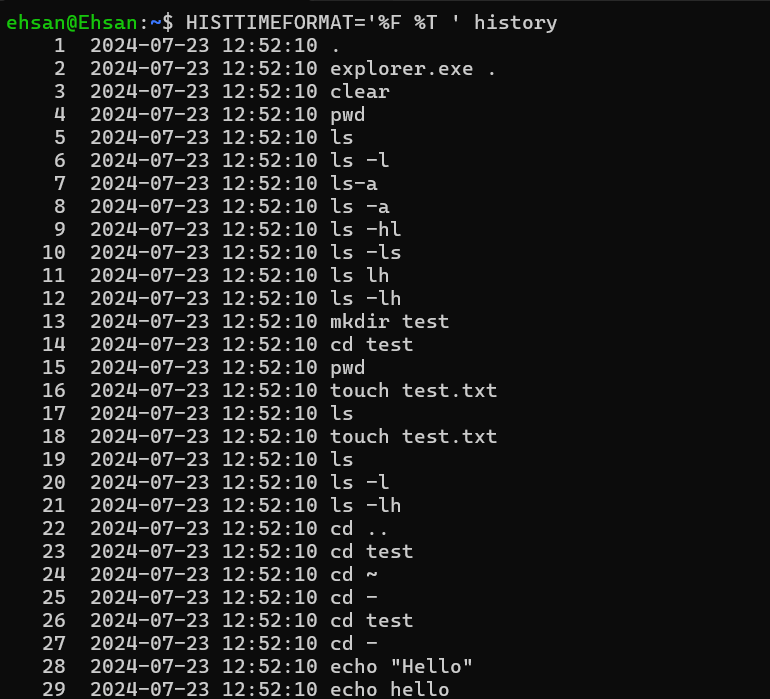 ehsan@Ehsan:~$ HISTTIMEFORMAT='%F %T ' history
1 2024-07-23 12:52:10 .
2 2024-07-23 12:52:10 explorer.exe .
3 2024-07-23 12:52:10 clear
4 2024-07-23 12:52:10 pwd
5 2024-07-23 12:52:10 ls
6 2024-07-23 12:52:10 ls -l
7 2024-07-23 12:52:10 ls-a
8 2024-07-23 12:52:10 ls -a
9 2024-07-23 12:52:10 ls -hl
10 2024-07-23 12:52:10 ls -ls
11 2024-07-23 12:52:10 ls lh
12 2024-07-23 12:52:10 ls -lh
13 2024-07-23 12:52:10 mkdir test
14 2024-07-23 12:52:10 cd test
15 2024-07-23 12:52:10 pwd
16 2024-07-23 12:52:10 touch test.txt
17 2024-07-23 12:52:10 ls
18 2024-07-23 12:52:10 touch test.txt
19 2024-07-23 12:52:10 ls
20 2024-07-23 12:52:10 ls -l
21 2024-07-23 12:52:10 ls -lh
22 2024-07-23 12:52:10 cd ..
23 2024-07-23 12:52:10 cd test
24 2024-07-23 12:52:10 cd ~
25 2024-07-23 12:52:10 cd -
26 2024-07-23 12:52:10 cd test
27 2024-07-23 12:52:10 cd -
28 2024-07-23 12:52:10 echo "Hello"
29 2024-07-23 12:52:10 echo hello